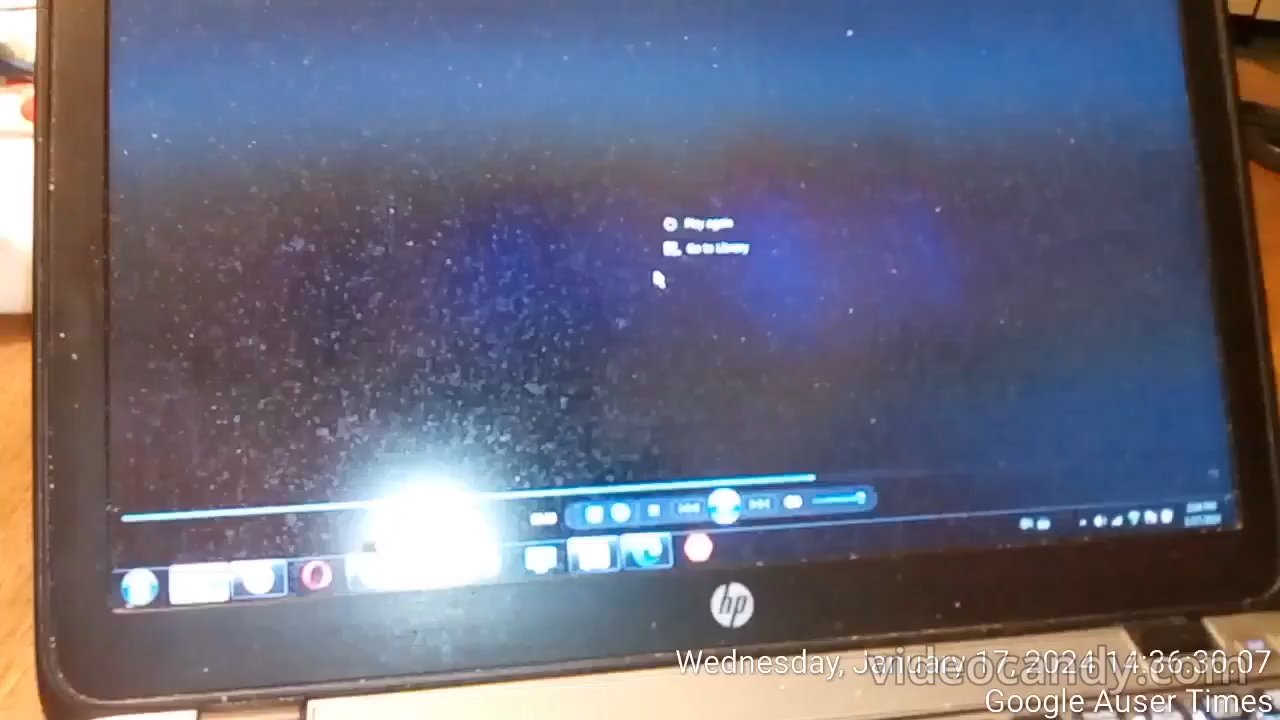 Play again
Go to Library
hp
Wednesday, January 17, 2024 14:36:30.07
videocandy.com
Google Auser Times